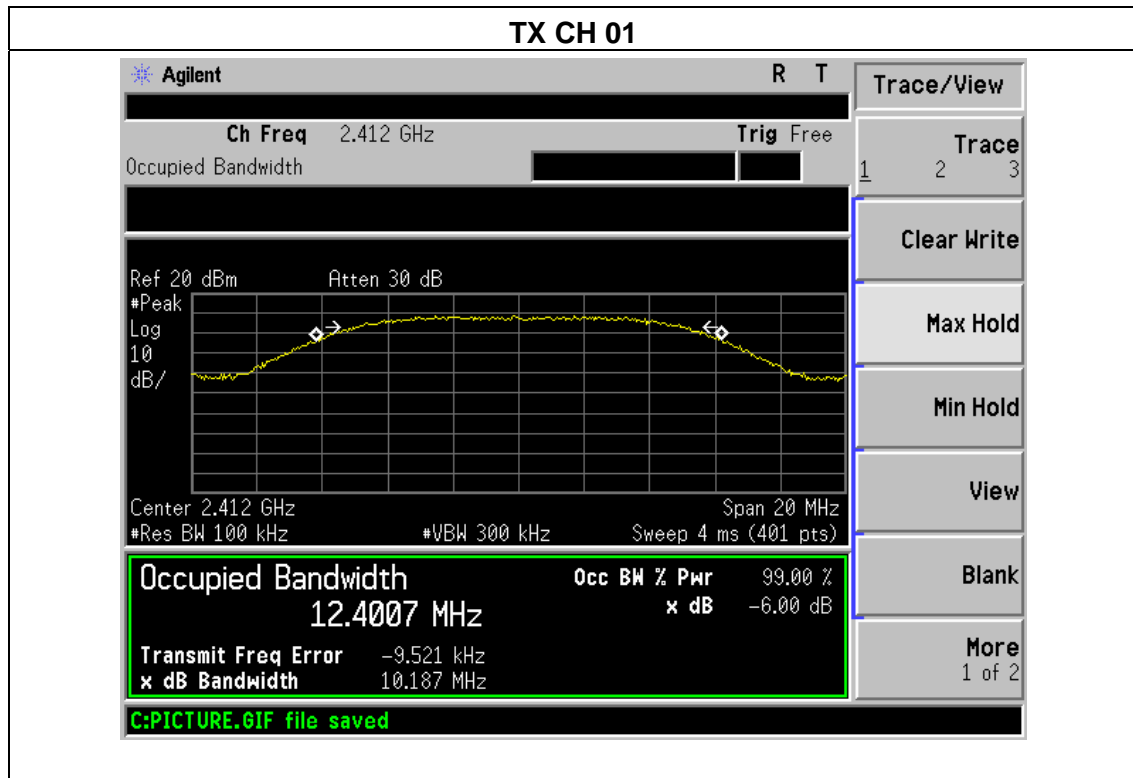 TX CH 01
Agilent R T
Ch Freq 2.412 GHz Trig Free
Occupied Bandwidth
Ref 20 dBm Atten 30 dB
#Peak
Log
10
dB/
Center 2.412 GHz Span 20 MHz
#Res BW 100 kHz #VBW 300 kHz Sweep 4 ms (401 pts)
Occupied Bandwidth Occ BW % Pwr 99.00 %
12.4007 MHz x dB -6.00 dB
Transmit Freq Error -9.521 kHz
x dB Bandwidth 10.187 MHz
C:PICTURE.GIF file saved
Trace/View
Trace
1 2 3
Clear Write
Max Hold
Min Hold
View
Blank
More
1 of 2